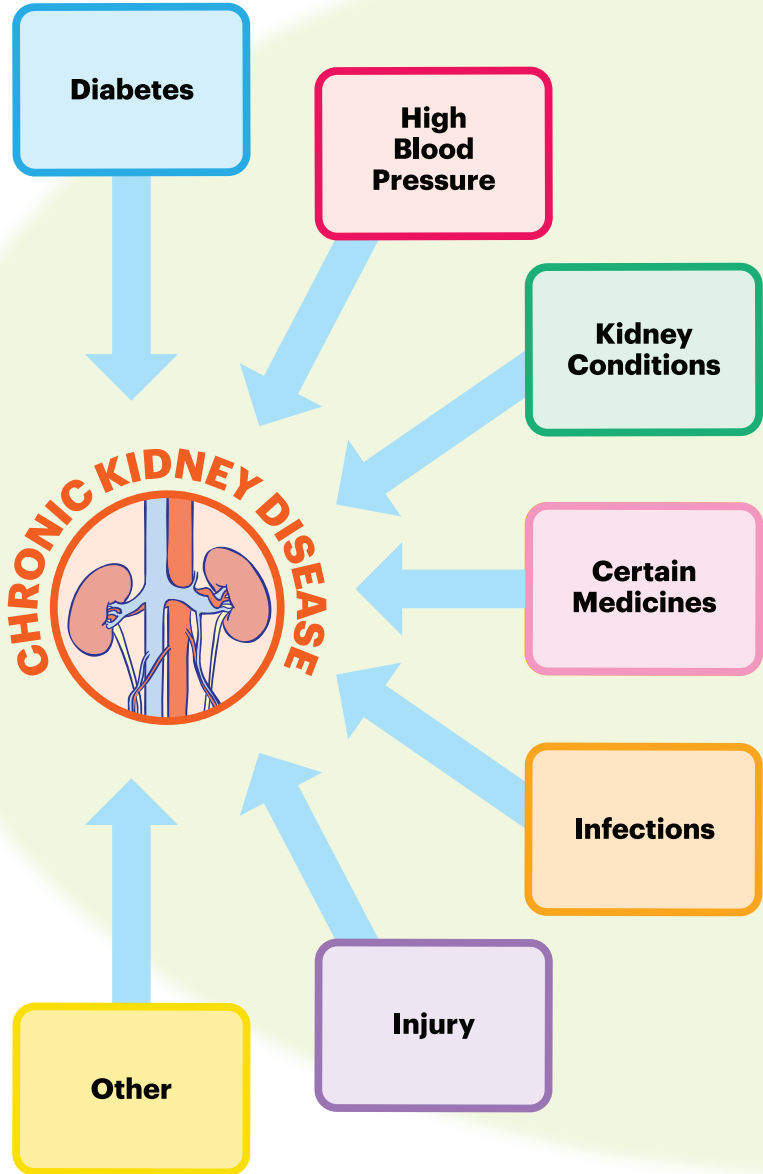 Diabetes
High
Blood
Pressure
Kidney
Conditions
CHRONIC KIDNEY DISEASE
Certain
Medicines
Infections
Injury
Other